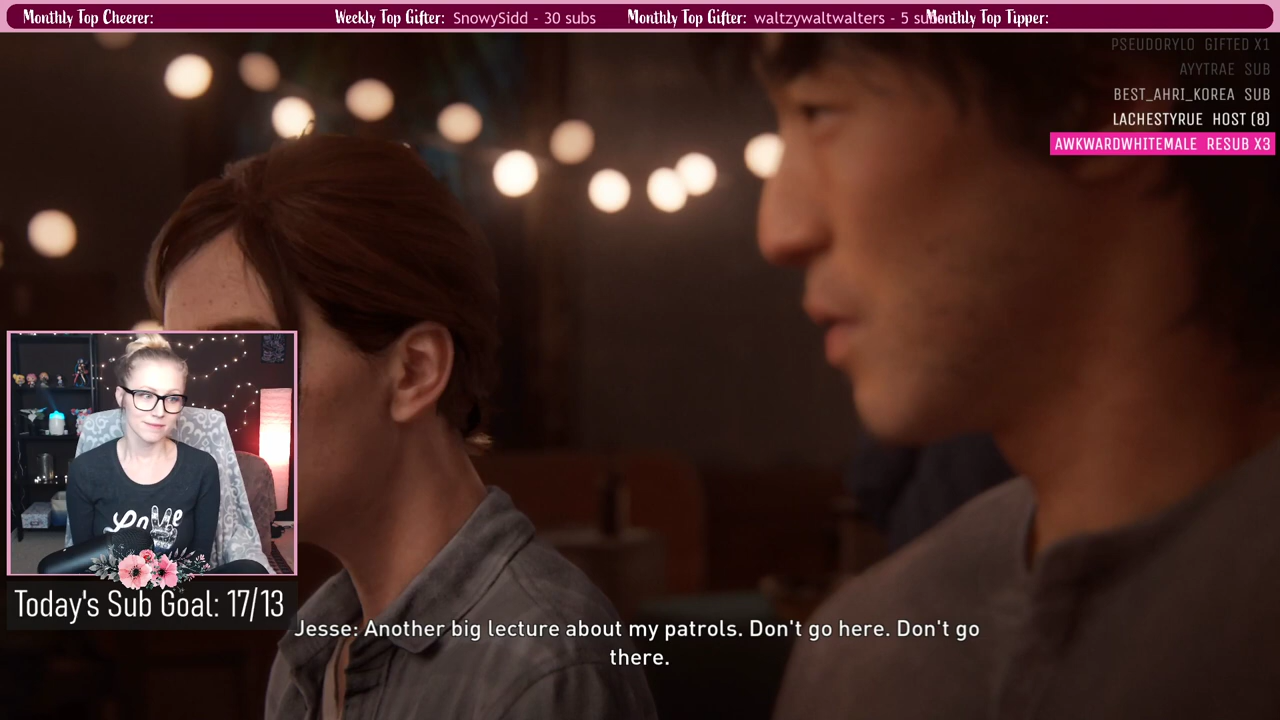 Monthly Top Cheerer:
Weekly Top Gifter: SnowySidd - 30 subs
Monthly Top Gifter: waltzywaltwalters - 5 su
Monthly Top Tipper:
PSEUDORYLO GIFTED X1
AYYTRAE SUB
BEST_AHRI_KOREA SUB
LACHESTYRUE HOST (8)
AWKWARDWHITEMALE RESUB X3
Today's Sub Goal: 17/13
Jesse: Another big lecture about my patrols. Don't go here. Don't go
there.